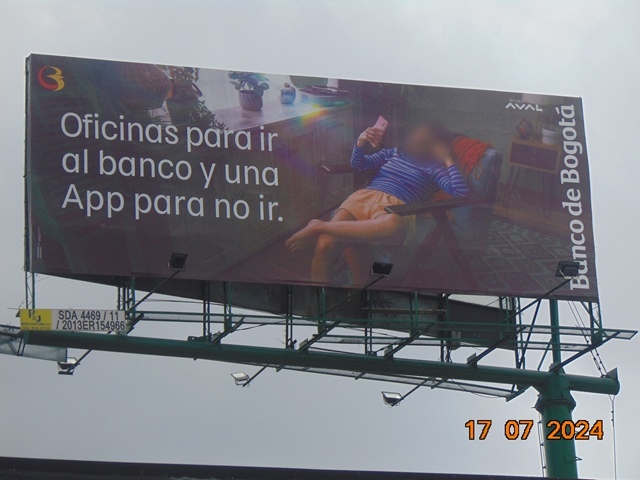 Oficinas para ir
al banco y una
App para no ir.
AVAL
Banco de Bogotá
SDA 4469 / 11
/ 2013ER154966
17 07 2024